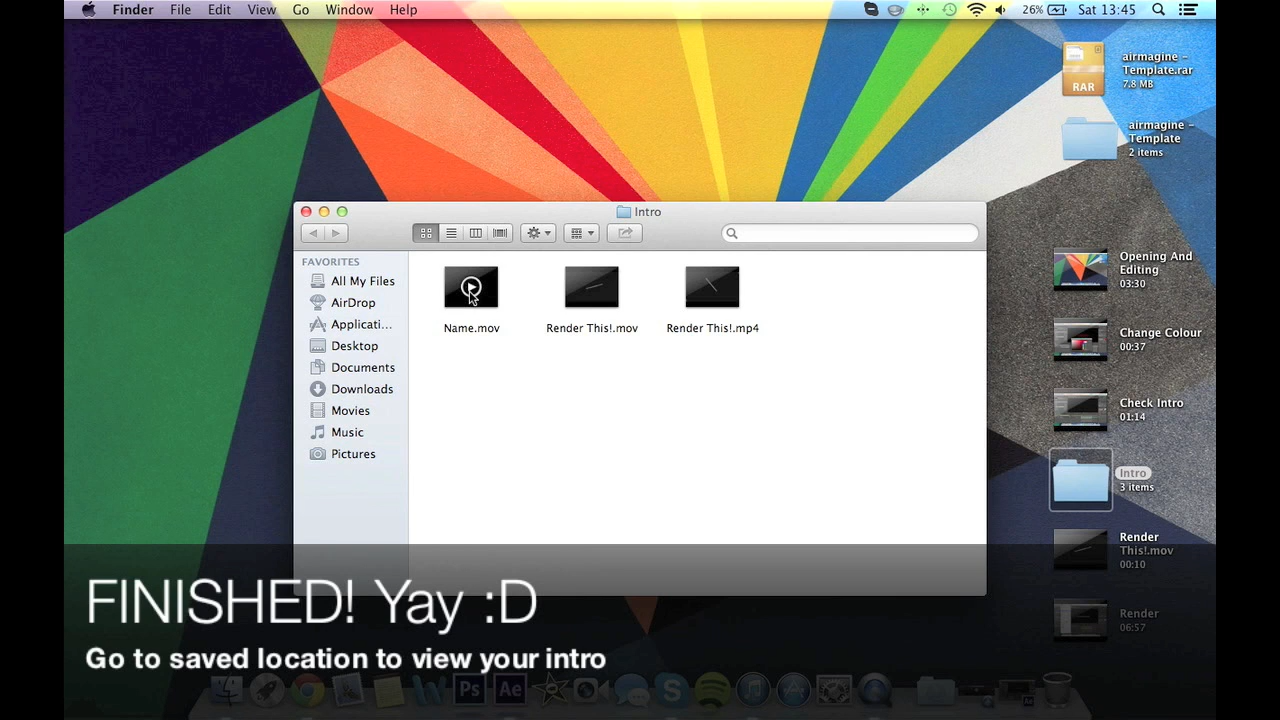 Finder File Edit View Go Window Help
26% Sat 13:45
airmagine -
Template.rar
7.8 MB
RAR
airmagine -
Template
2 items
Intro
FAVORITES
All My Files
AirDrop
Applicati...
Desktop
Documents
Downloads
Movies
Music
Pictures
Name.mov
Render This!.mov
Render This!.mp4
Opening And
Editing
03:30
Change Colour
00:37
Check Intro
01:14
Intro
3 items
Render
This!.mov
00:10
Render
06:57
FINISHED! Yay :D
Go to saved location to view your intro
Ps
Ae